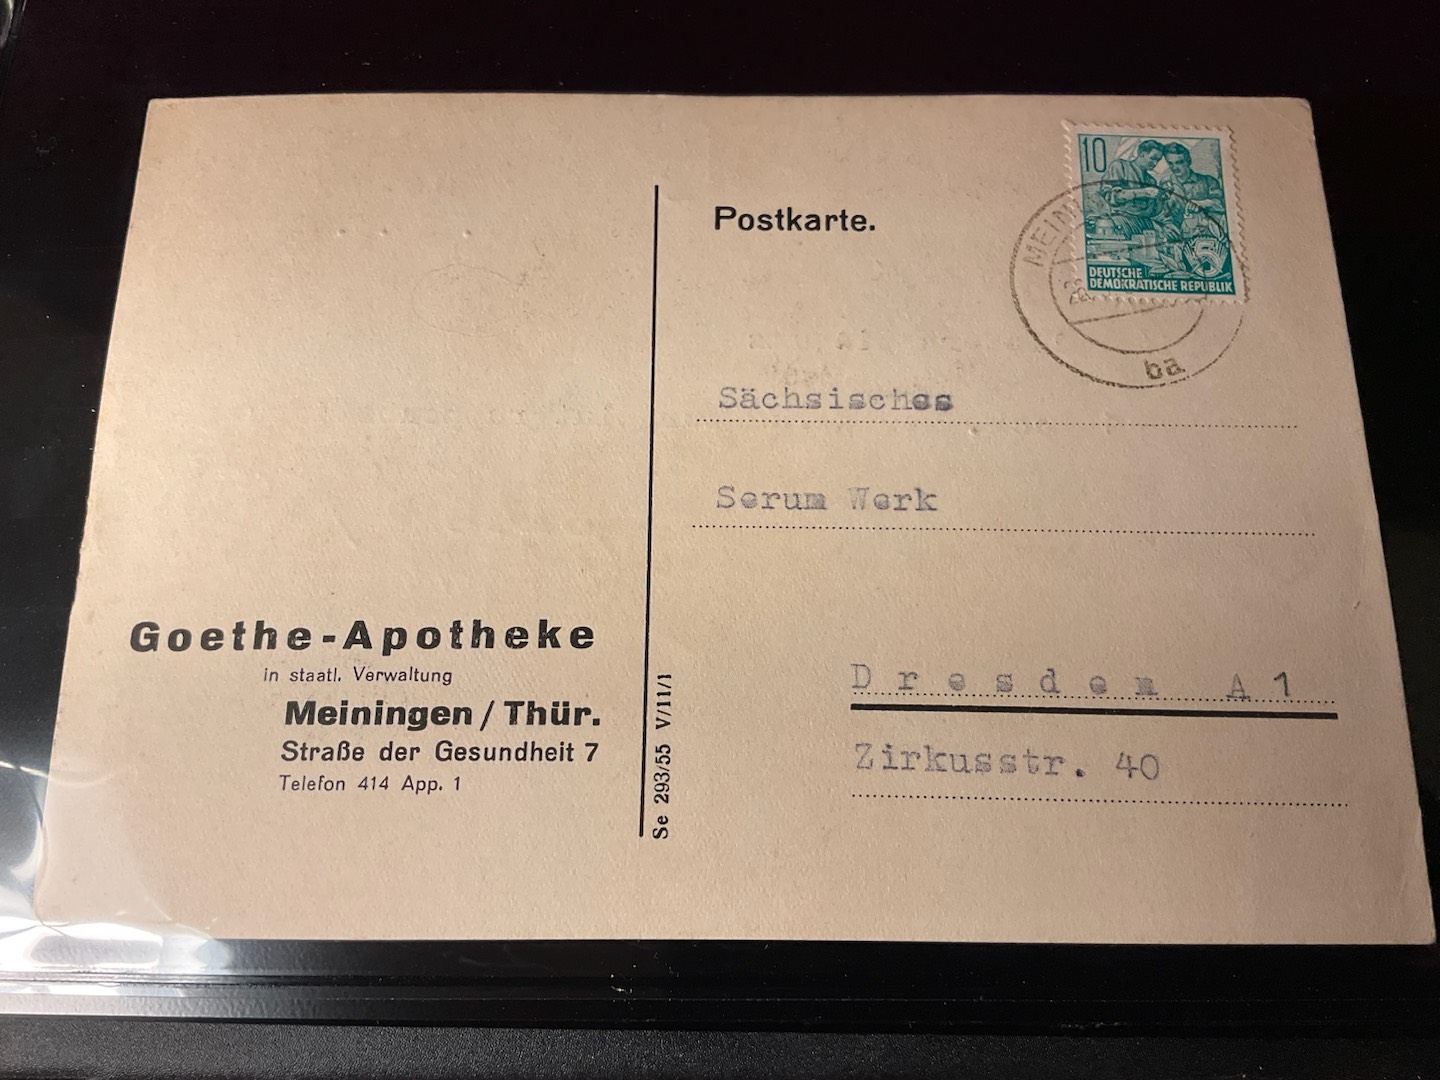 10
DEUTSCHE
DEMOKRATISCHE REPUBLIK
5
ba
Postkarte.
Sächsisches
Serum Werk
Dresden A 1
Zirkusstr. 40
Goethe-Apotheke
in staatl. Verwaltung
Meiningen / Thür.
Straße der Gesundheit 7
Telefon 414 App. 1
Se 293/55 V/11/1